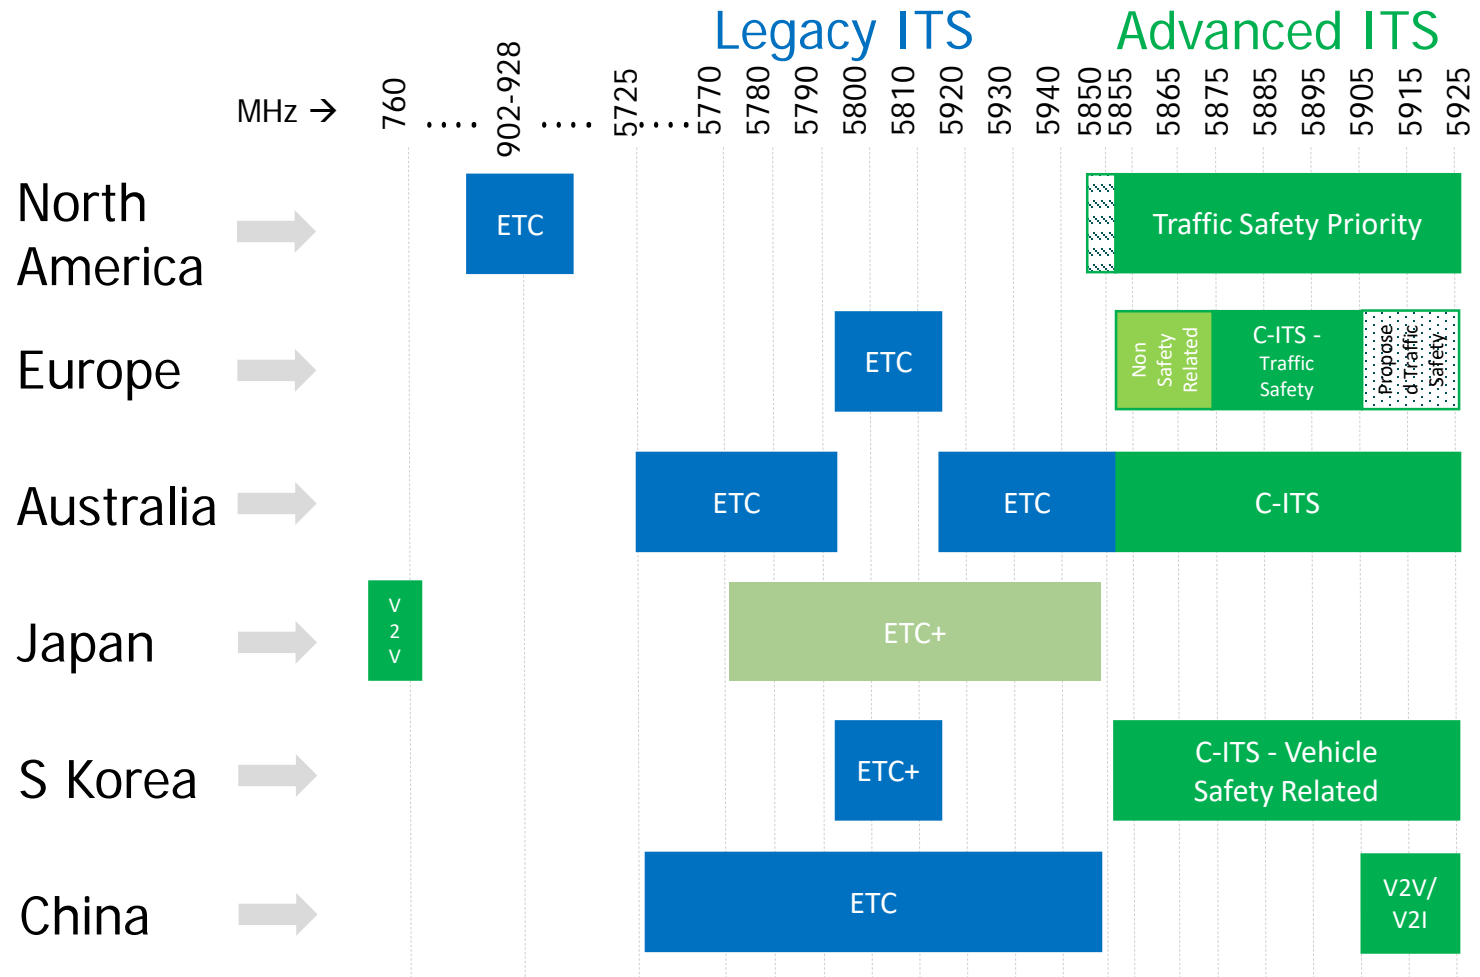 Legacy ITS
Advanced ITS
MHz →
760
....
902-928
....
5725
.....
5770
5780
5790
5800
5810
5920
5930
5940
5850
5855
5865
5875
5885
5895
5905
5915
5925
North
America
ETC
Traffic Safety Priority
Europe
ETC
Non
Safety
Related
C-ITS -
Traffic
Safety
Propose
d Traffic
Safety
Australia
ETC
ETC
C-ITS
Japan
V
2
V
ETC+
S Korea
ETC+
C-ITS - Vehicle
Safety Related
China
ETC
V2V/
V2I